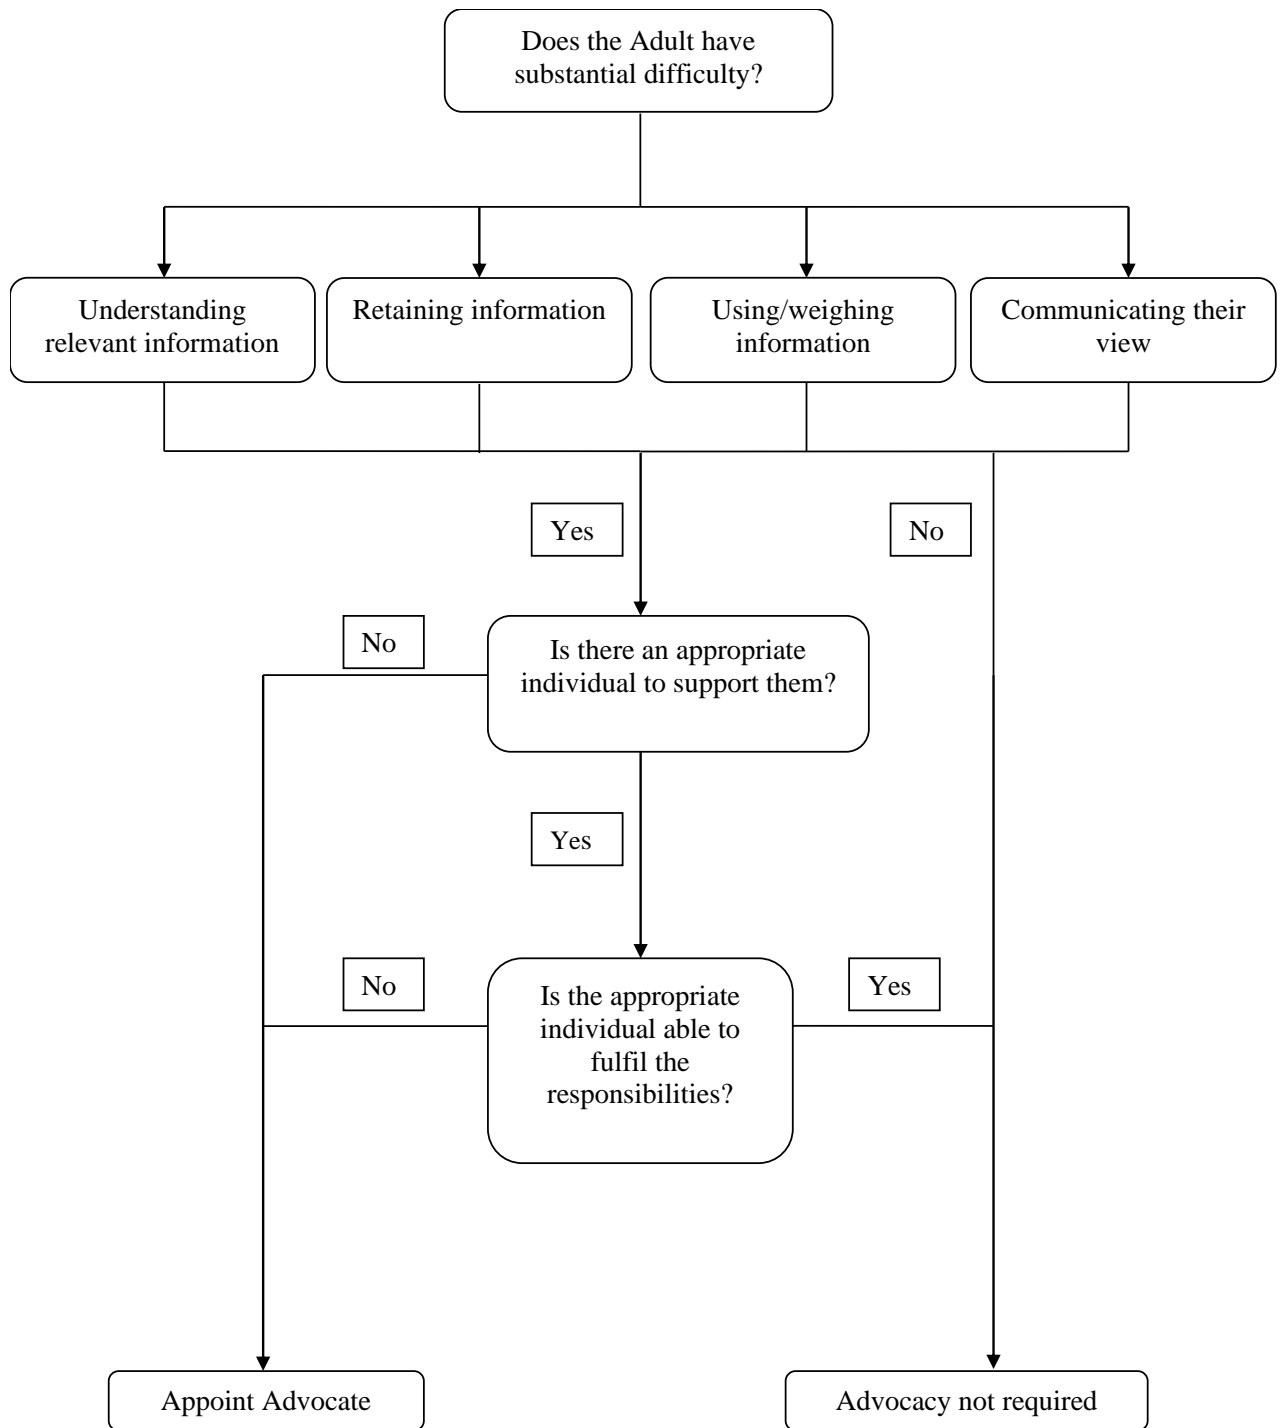 Does the Adult have
substantial difficulty?
Understanding
relevant information
Retaining information
Using/weighing
information
Communicating their
view
Yes
No
No
Is there an appropriate
individual to support them?
Yes
No
Is the appropriate
individual able to
fulfil the
responsibilities?
Yes
Appoint Advocate
Advocacy not required